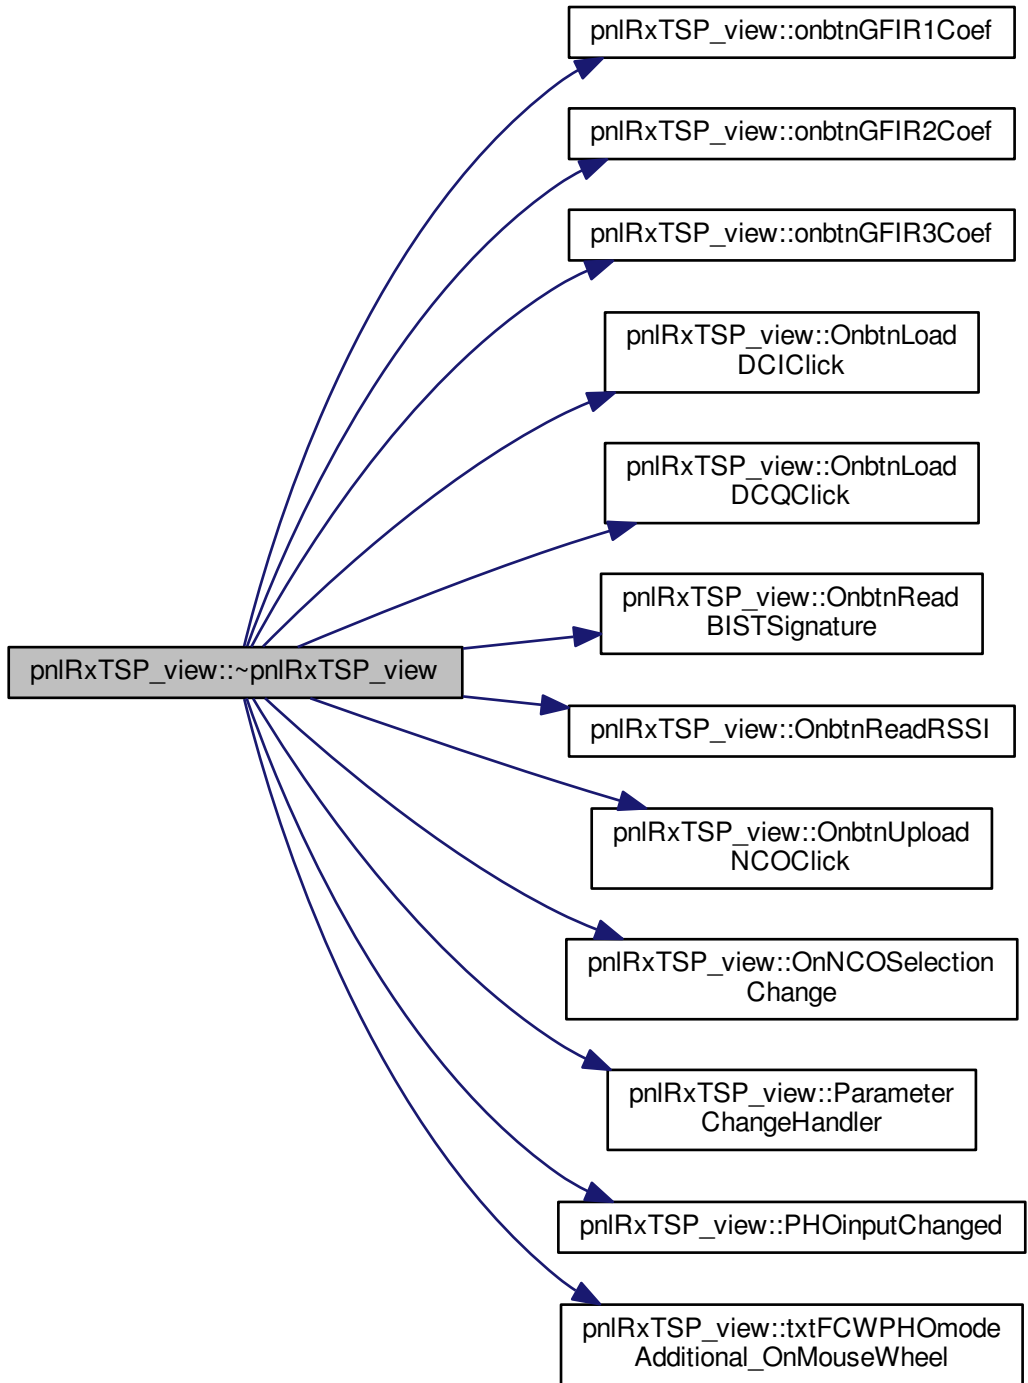 pnlRxTSP_view::onbtnGFIR1Coef
pnlRxTSP_view::onbtnGFIR2Coef
pnlRxTSP_view::onbtnGFIR3Coef
pnlRxTSP_view::OnbtnLoad
DCIClick
pnlRxTSP_view::OnbtnLoad
DCQClick
pnlRxTSP_view::OnbtnRead
BISTSignature
pnlRxTSP_view::~pnlRxTSP_view
pnlRxTSP_view::OnbtnReadRSSI
pnlRxTSP_view::OnbtnUpload
NCOClick
pnlRxTSP_view::OnNCOSelection
Change
pnlRxTSP_view::Parameter
ChangeHandler
pnlRxTSP_view::PHOinputChanged
pnlRxTSP_view::txtFCWPHOmode
Additional_OnMouseWheel